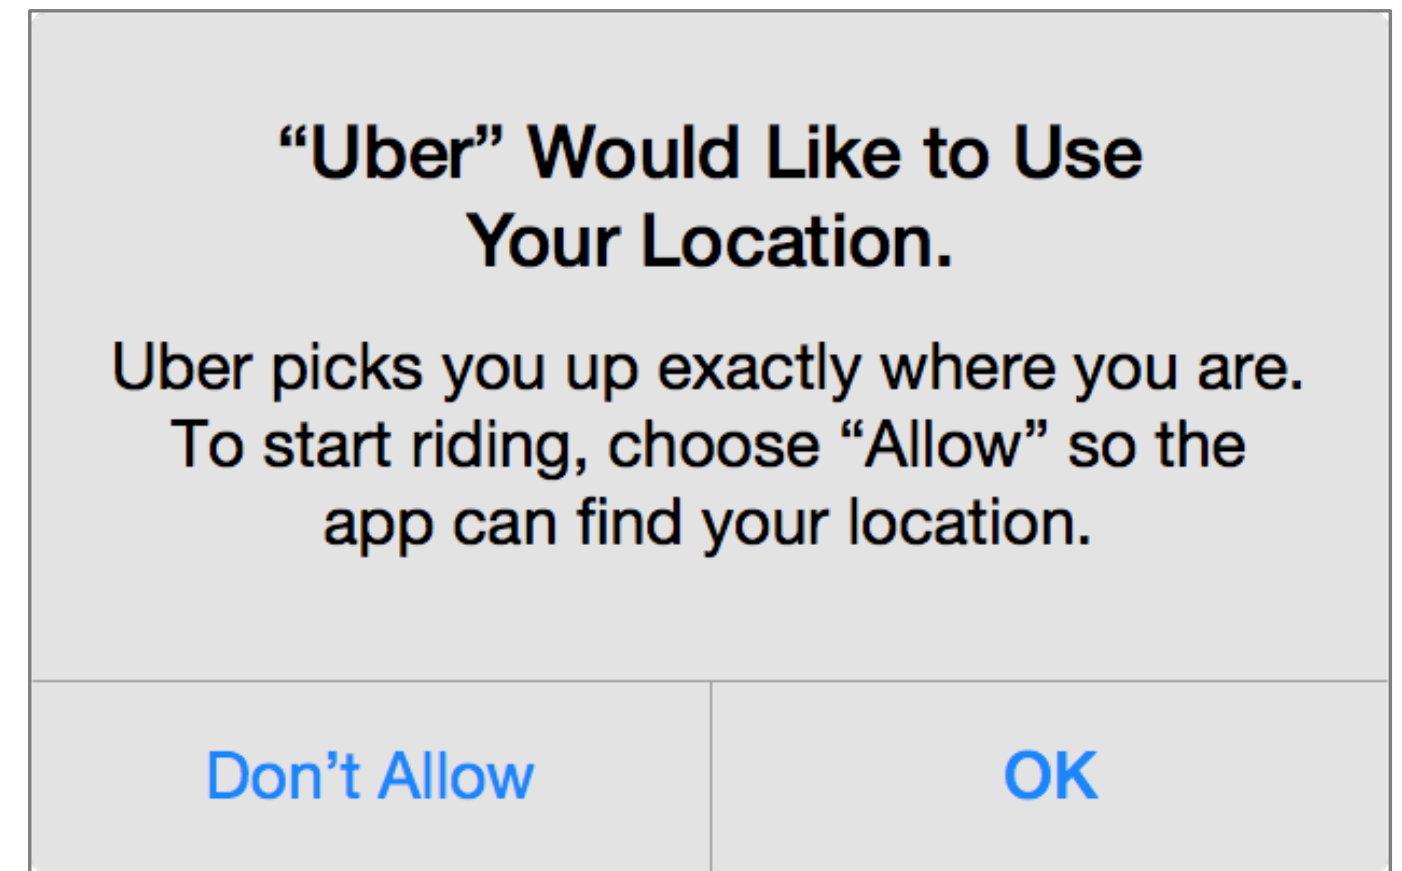 “Uber” Would Like to Use
Your Location.
Uber picks you up exactly where you are.
To start riding, choose “Allow” so the
app can find your location.
Don’t Allow
OK